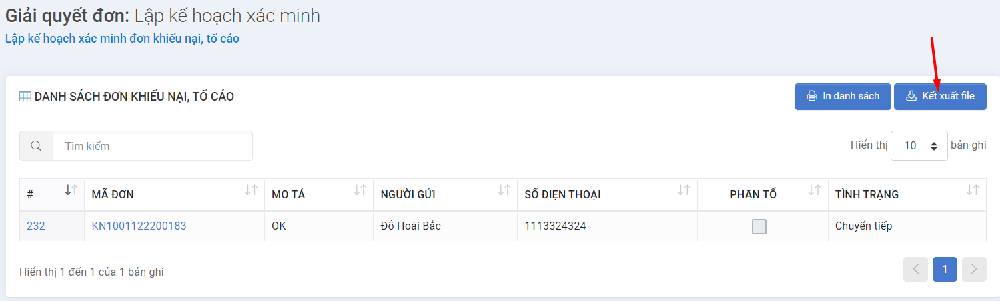 Giải quyết đơn: Lập kế hoạch xác minh
Lập kế hoạch xác minh đơn khiếu nại, tố cáo
DANH SÁCH ĐƠN KHIẾU NẠI, TỐ CÁO
In danh sách
Kết xuất file
Tìm kiếm
Hiển thị 10 bản ghi
# MÃ ĐƠN MÔ TẢ NGƯỜI GỬI SỐ ĐIỆN THOẠI PHÂN TỔ TÌNH TRẠNG
232 KN1001122200183 OK Đỗ Hoài Bắc 1113324324 Chuyển tiếp
Hiển thị 1 đến 1 của 1 bản ghi
1